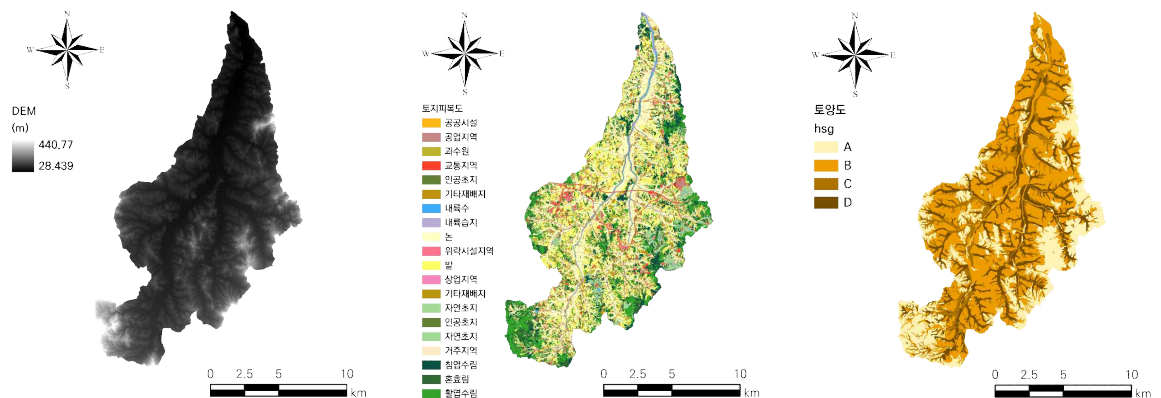 N
W
E
S
DEM
(m)
440.77
28.439
0
2.5
5
10
km
N
W
E
S
토지피복도
공공시설
공업지역
과수원
교통지역
인공초지
기타재배지
내륙수
내륙습지
논
위락시설지역
밭
상업지역
기타재배지
자연초지
인공초지
자연초지
거주지역
침엽수림
혼효림
활엽수림
0
2.5
5
10
km
N
W
E
S
토양도
hsg
A
B
C
D
0
2.5
5
10
km